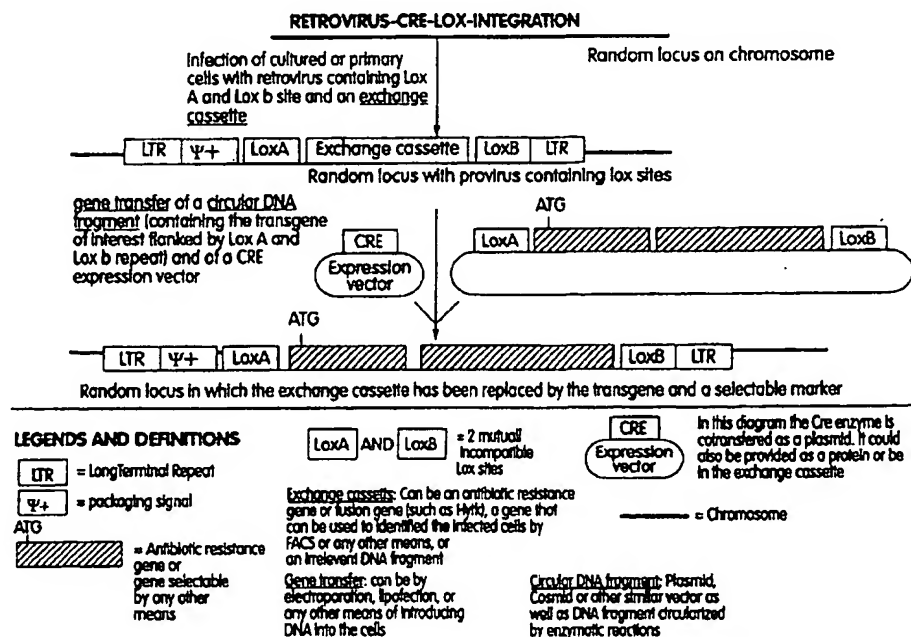 RETROVIRUS-CRE-LOX-INTEGRATION
Infection of cultured or primary
cells with retrovirus containing Lox
A and Lox b site and an exchange
cassette
Random locus on chromosome
LTR Ψ+ LoxA Exchange cassette LoxB LTR
Random locus with provirus containing lox sites
gene transfer of a circular DNA
fragment (containing the transgene
of interest flanked by Lox A and
Lox b repeat) and of a CRE
expression vector
CRE
Expression
vector
ATG
LoxA LoxB
ATG
LTR Ψ+ LoxA LoxB LTR
Random locus in which the exchange cassette has been replaced by the transgene and a selectable marker
LEGENDS AND DEFINITIONS
LTR = LongTerminal Repeat
Ψ+ = packaging signal
ATG
= Antibiotic resistance
gene or
gene selectable
by any other
means
LoxA AND LoxB = 2 mutuall
Incompatible
Lox sites
CRE
Expression
vector
In this diagram the Cre enzyme is
cotransfered as a plasmid. It could
also be provided as a protein or be
in the exchange cassette
Exchange cassette: Can be an antibiotic resistance
gene or fusion gene (such as Hytk), a gene that
can be used to identified the infected cells by
FACS or any other means, or
an irrelevent DNA fragment
= Chromosome
Gene transfer: can be by
electroporation, lipofection, or
any other means of introducing
DNA into the cells
Circular DNA fragment: Plasmid,
Cosmid or other similar vector as
well as DNA fragment circularized
by enzymatic reactions